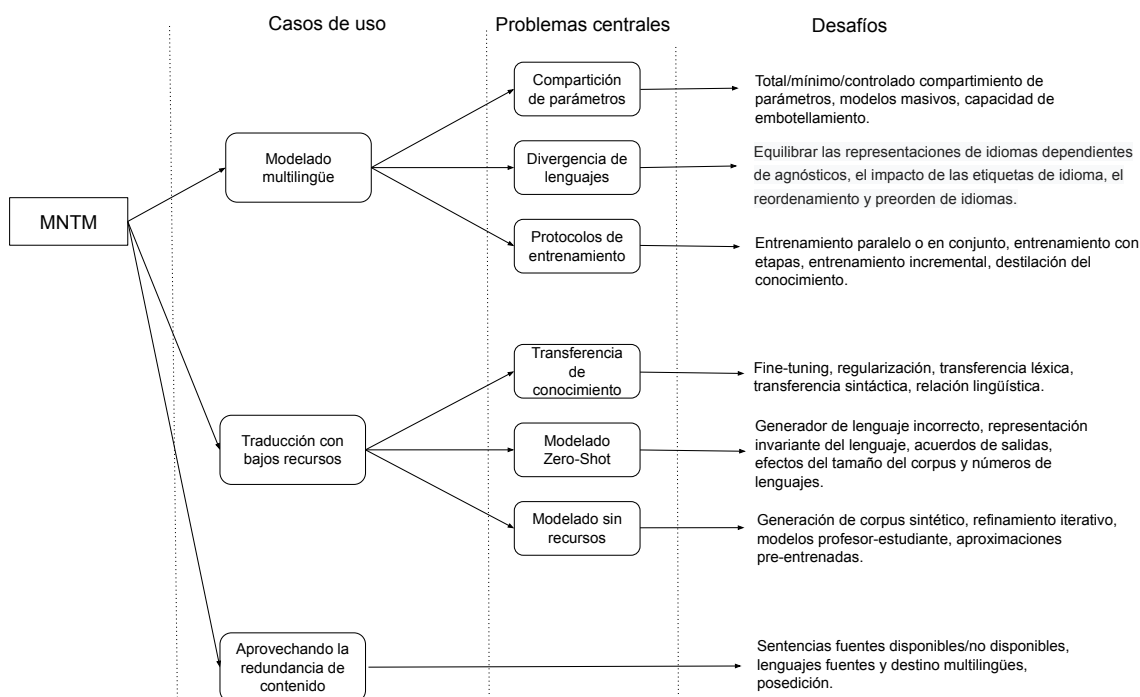 Casos de uso
Problemas centrales
Desafíos
MNTM
Modelado
multilingüe
Compartición
de parámetros
Total/mínimo/controlado compartimiento de
parámetros, modelos masivos, capacidad de
embotellamiento.
Divergencia de
lenguajes
Equilibrar las representaciones de idiomas dependientes
de agnósticos, el impacto de las etiquetas de idioma, el
reordenamiento y preorden de idiomas.
Protocolos de
entrenamiento
Entrenamiento paralelo o en conjunto, entrenamiento con
etapas, entrenamiento incremental, destilación del
conocimiento.
Traducción con
bajos recursos
Transferencia
de
conocimiento
Fine-tuning, regularización, transferencia léxica,
transferencia sintáctica, relación lingüística.
Modelado
Zero-Shot
Generador de lenguaje incorrecto, representación
invariante del lenguaje, acuerdos de salidas,
efectos del tamaño del corpus y números de
lenguajes.
Modelado sin
recursos
Generación de corpus sintético, refinamiento iterativo,
modelos profesor-estudiante, aproximaciones
pre-entrenadas.
Aprovechando la
redundancia de
contenido
Sentencias fuentes disponibles/no disponibles,
lenguajes fuentes y destino multilingües,
posedición.